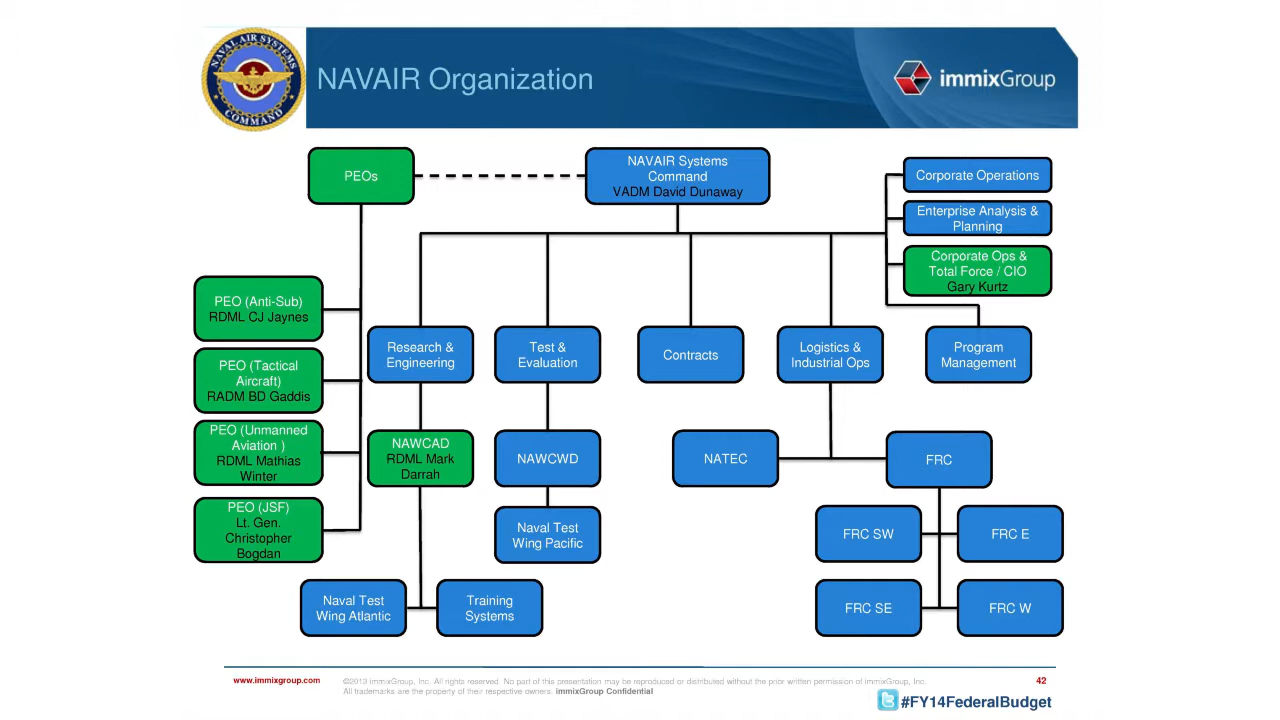 NAVAL AIR SYSTEMS
COMMAND
NAVAIR Organization
immixGroup
PEOs
NAVAIR Systems
Command
VADM David Dunaway
Corporate Operations
Enterprise Analysis &
Planning
Corporate Ops &
Total Force / CIO
Gary Kurtz
PEO (Anti-Sub)
RDML CJ Jaynes
PEO (Tactical
Aircraft)
RADM BD Gaddis
PEO (Unmanned
Aviation )
RDML Mathias
Winter
PEO (JSF)
Lt. Gen.
Christopher
Bogdan
Research &
Engineering
Test &
Evaluation
Contracts
Logistics &
Industrial Ops
Program
Management
NAWCAD
RDML Mark
Darrah
NAWCWD
NATEC
FRC
Naval Test
Wing Pacific
FRC SW
FRC E
Naval Test
Wing Atlantic
Training
Systems
FRC SE
FRC W
www.immixgroup.com
©2013 immixGroup, Inc. All rights reserved. No part of this presentation may be reproduced or distributed without the prior written permission of immixGroup, Inc.
All trademarks are the property of their respective owners. immixGroup Confidential
42
#FY14FederalBudget